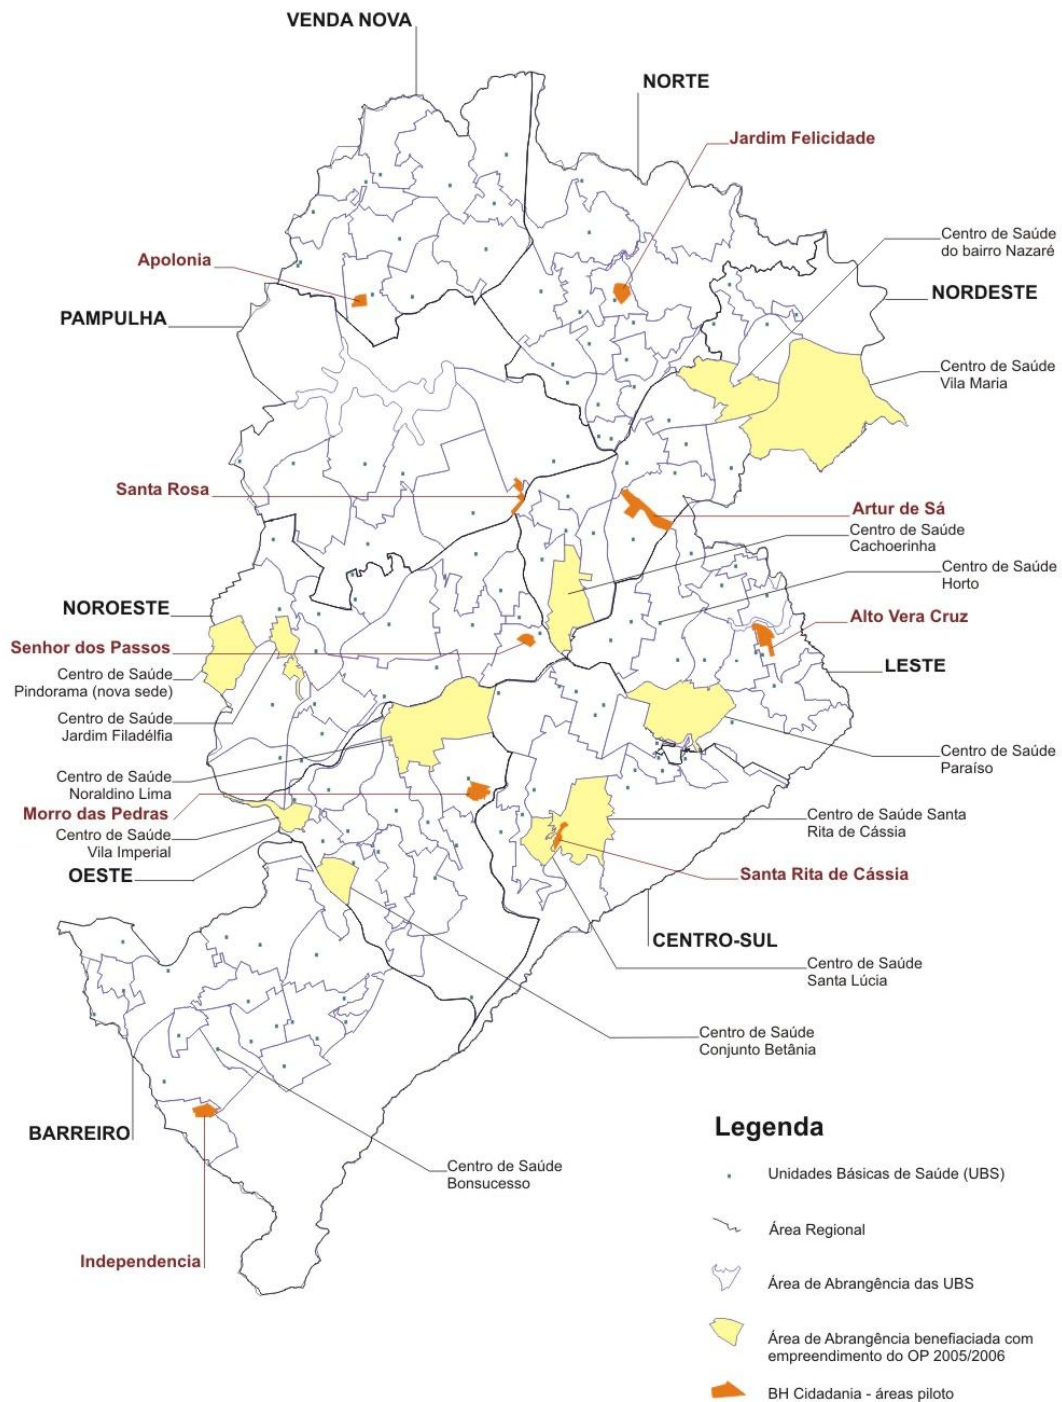 VENDA NOVA
NORTE
Jardim Felicidade
Centro de Saúde
do bairro Nazaré
Apolonia
NORDESTE
PAMPULHA
Centro de Saúde
Vila Maria
Santa Rosa
Artur de Sá
Centro de Saúde
Cachoerinha
Centro de Saúde
Horto
NOROESTE
Alto Vera Cruz
Senhor dos Passos
LESTE
Centro de Saúde
Pindorama (nova sede)
Centro de Saúde
Jardim Filadélfia
Centro de Saúde
Paraíso
Centro de Saúde
Noraldino Lima
Morro das Pedras
Centro de Saúde Santa
Rita de Cássia
Centro de Saúde
Vila Imperial
OESTE
Santa Rita de Cássia
CENTRO-SUL
Centro de Saúde
Santa Lúcia
Centro de Saúde
Conjunto Betânia
BARREIRO
Centro de Saúde
Bonsucesso
Independencia
Legenda
Unidades Básicas de Saúde (UBS)
Área Regional
Área de Abrangência das UBS
Área de Abrangência benefiaciada com
empreendimento do OP 2005/2006
BH Cidadania - áreas piloto